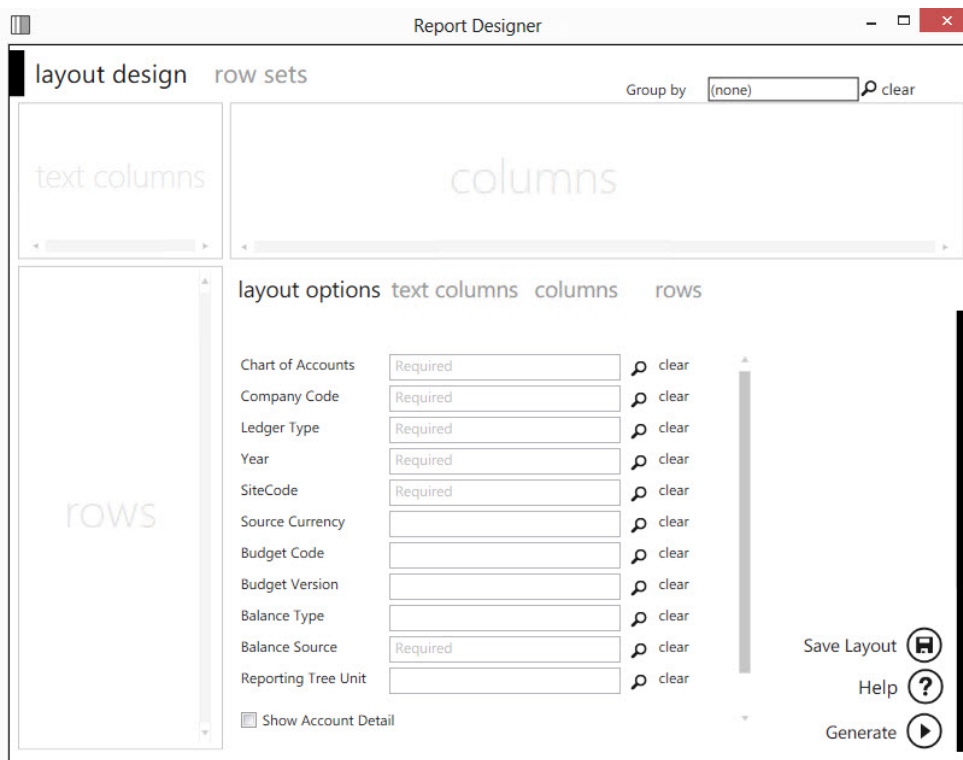 Report Designer
layout design row sets
Group by (none) clear
text columns columns
layout options text columns columns rows
Chart of Accounts Required clear
Company Code Required clear
Ledger Type Required clear
Year Required clear
SiteCode Required clear
rows
Source Currency clear
Budget Code clear
Budget Version clear
Balance Type clear
Balance Source Required clear
Save Layout
Reporting Tree Unit clear
Help ?
Show Account Detail
Generate